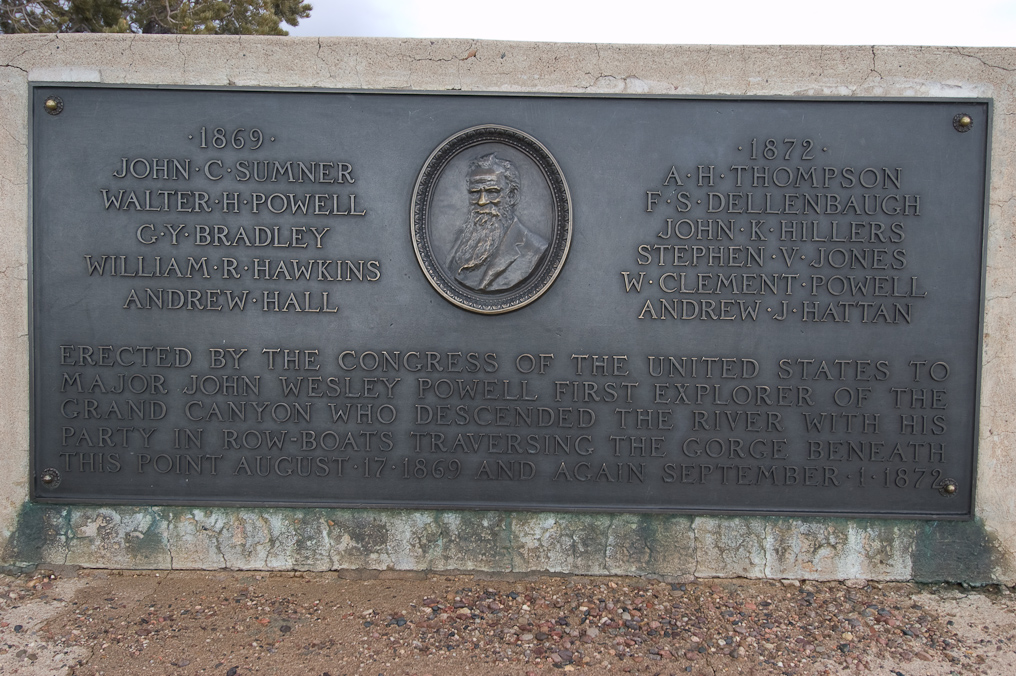 ·1869·
JOHN·C·SUMNER
WALTER·H·POWELL
G·Y·BRADLEY
WILLIAM·R·HAWKINS
ANDREW·HALL
·1872·
A·H·THOMPSON
F·S·DELLENBAUGH
JOHN·K·HILLERS
STEPHEN·V·JONES
W·CLEMENT·POWELL
ANDREW·J·HATTAN
ERECTED BY THE CONGRESS OF THE UNITED STATES TO
MAJOR JOHN WESLEY POWELL FIRST EXPLORER OF THE
GRAND CANYON WHO DESCENDED THE RIVER WITH HIS
PARTY IN ROW-BOATS TRAVERSING THE GORGE BENEATH
THIS POINT AUGUST·17·1869 AND AGAIN SEPTEMBER·1·1872